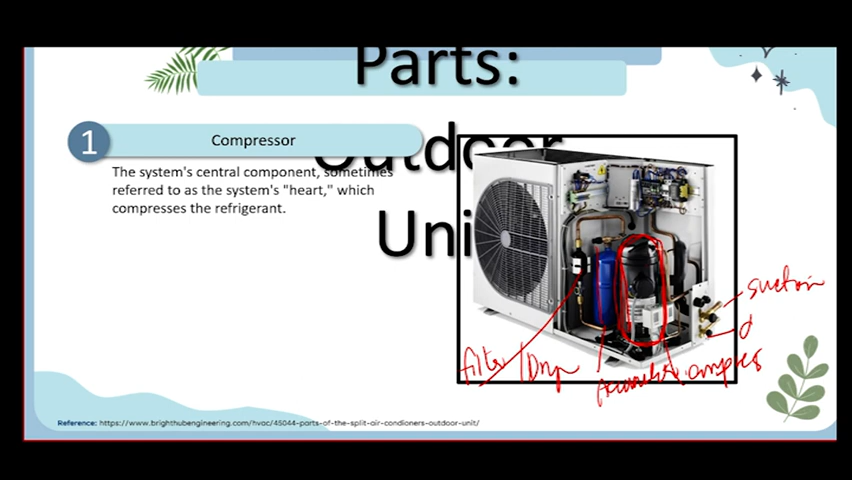 Parts:
Outdoor
Unit
1
Compressor
The system's central component, sometimes
referred to as the system's "heart," which
compresses the refrigerant.
suction
d
filter / Dryer
Reference: https://www.brighthubengineering.com/hvac/45044-parts-of-the-split-air-condioners-outdoor-unit/